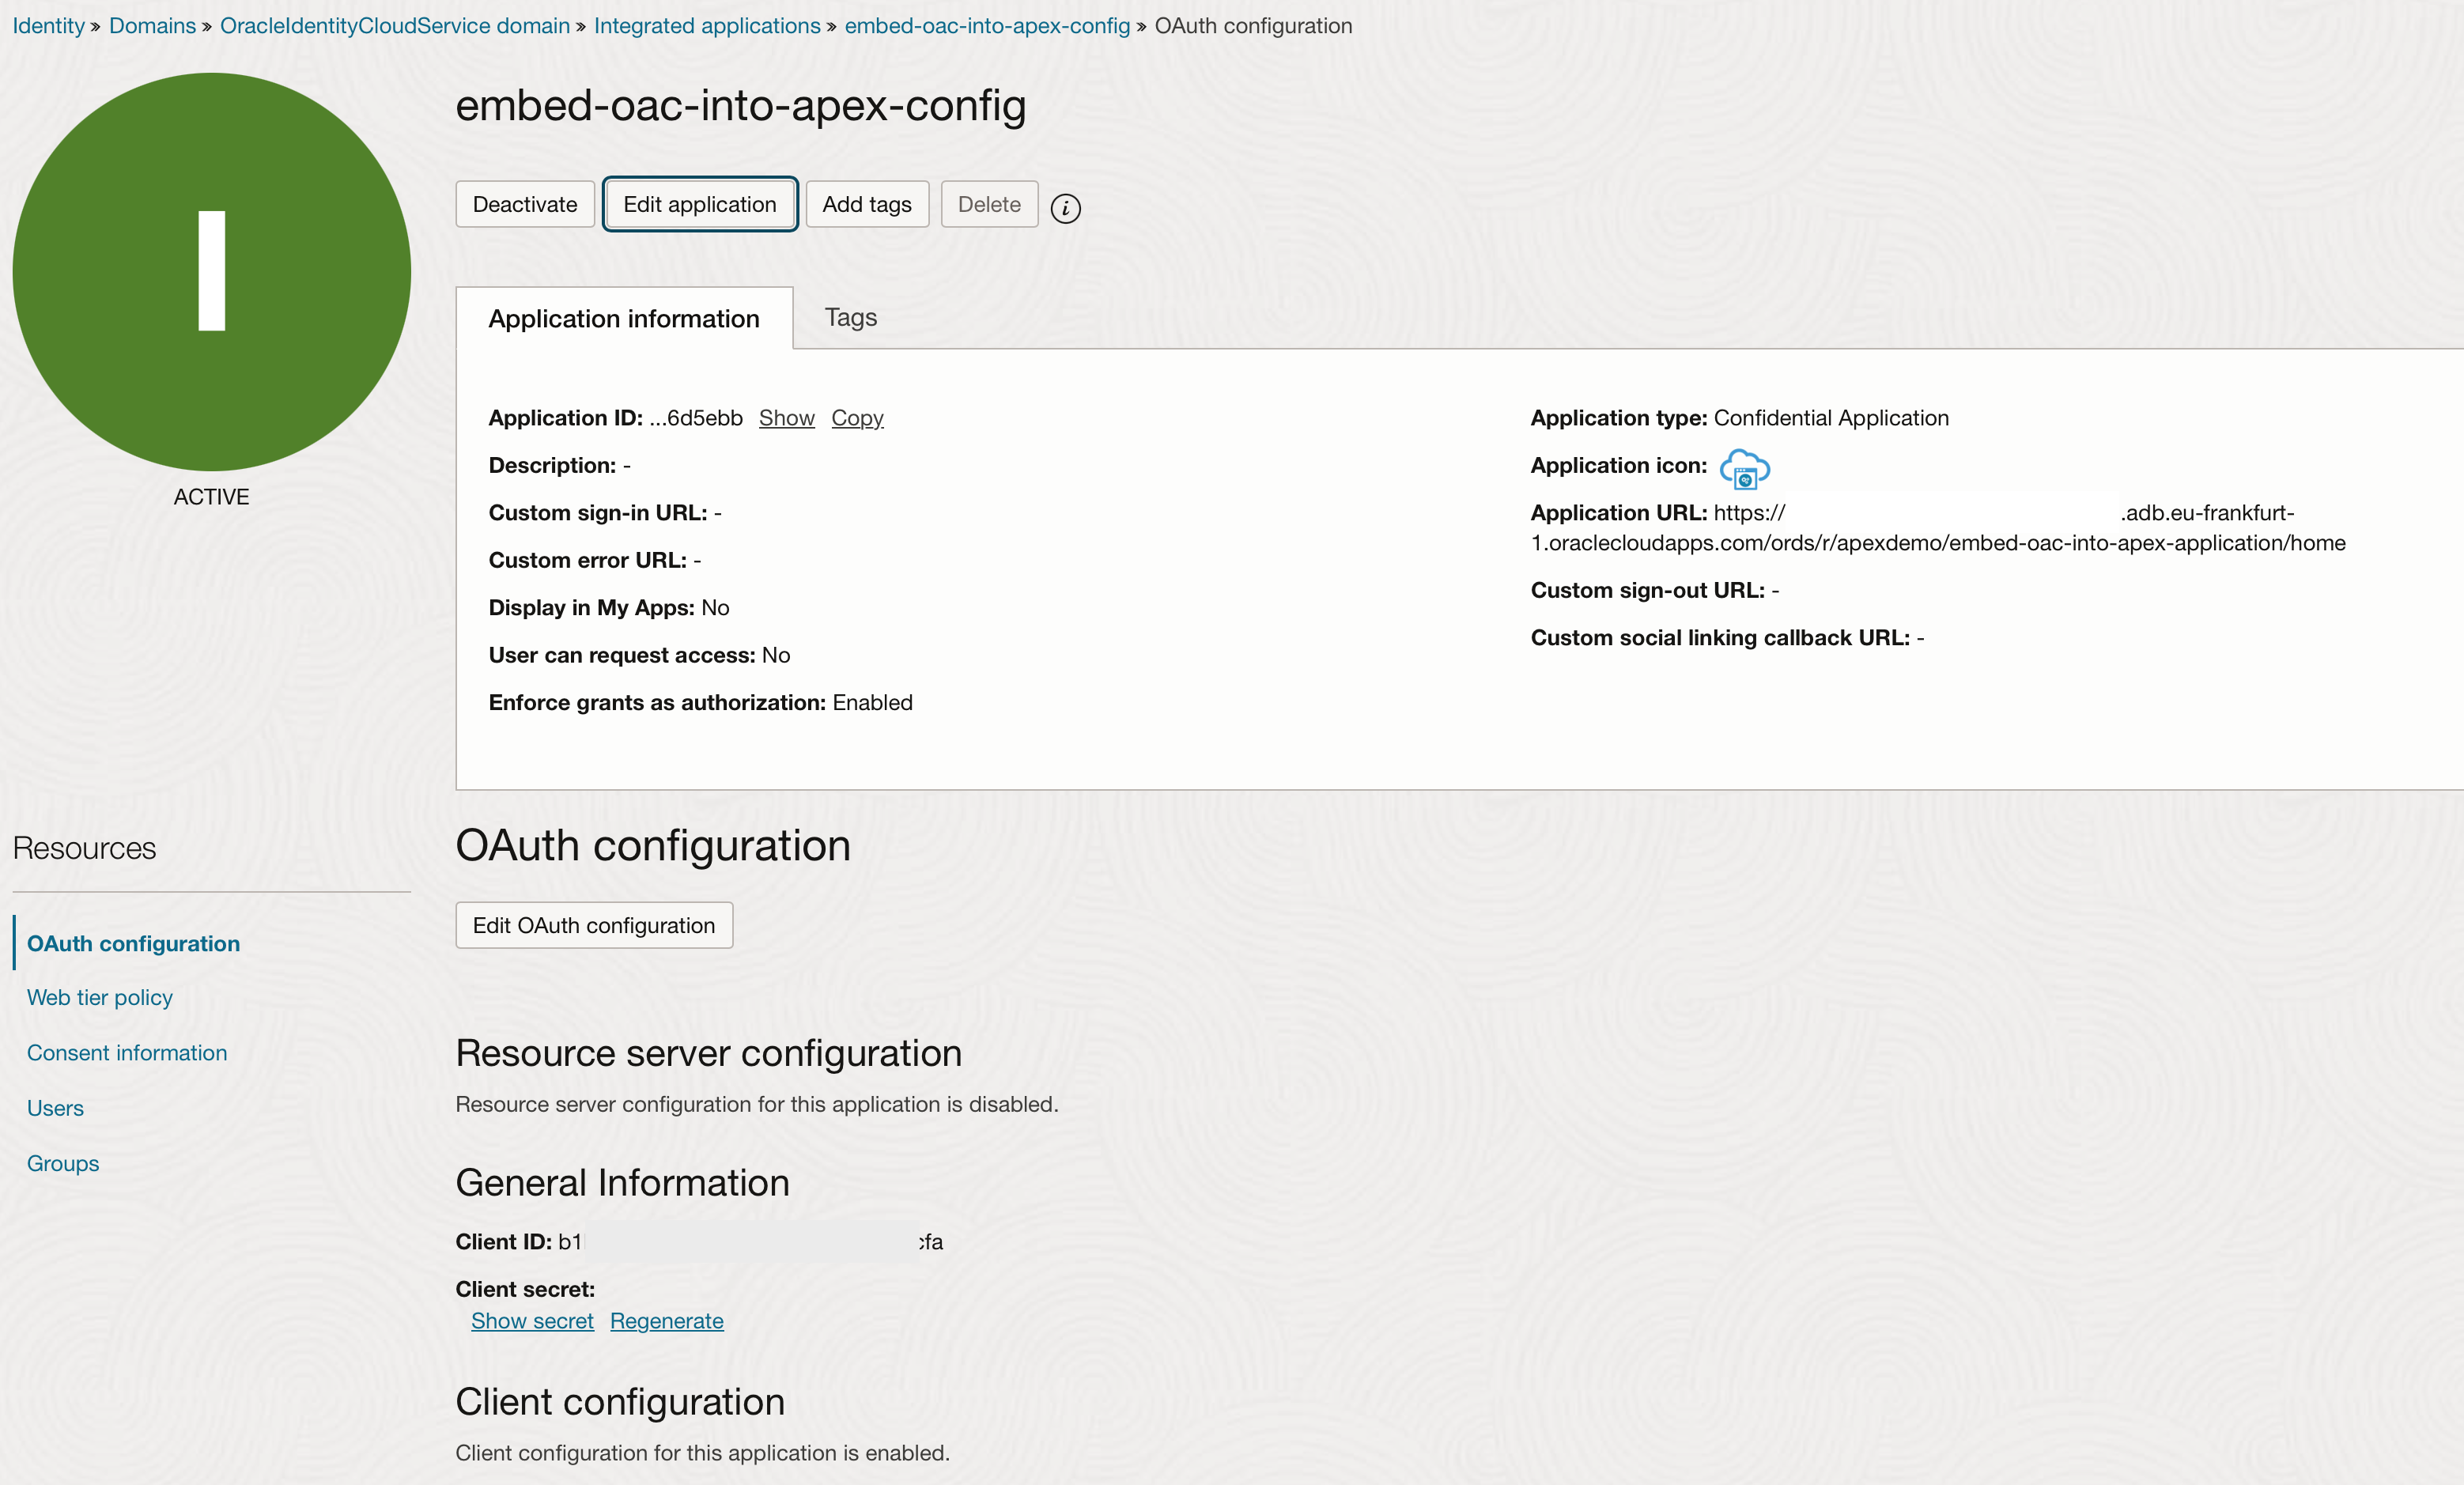 Identity » Domains » OracleIdentityCloudService domain » Integrated applications » embed-oac-into-apex-config » OAuth configuration
I
ACTIVE
embed-oac-into-apex-config
Deactivate Edit application Add tags Delete i
Application information Tags
Application ID: ...6d5ebb Show Copy
Description: -
Custom sign-in URL: -
Custom error URL: -
Display in My Apps: No
User can request access: No
Enforce grants as authorization: Enabled
Application type: Confidential Application
Application icon:
Application URL: https:// .adb.eu-frankfurt-
1.oraclecloudapps.com/ords/r/apexdemo/embed-oac-into-apex-application/home
Custom sign-out URL: -
Custom social linking callback URL: -
Resources
OAuth configuration
Web tier policy
Consent information
Users
Groups
OAuth configuration
Edit OAuth configuration
Resource server configuration
Resource server configuration for this application is disabled.
General Information
Client ID: b1 cfa
Client secret:
Show secret Regenerate
Client configuration
Client configuration for this application is enabled.